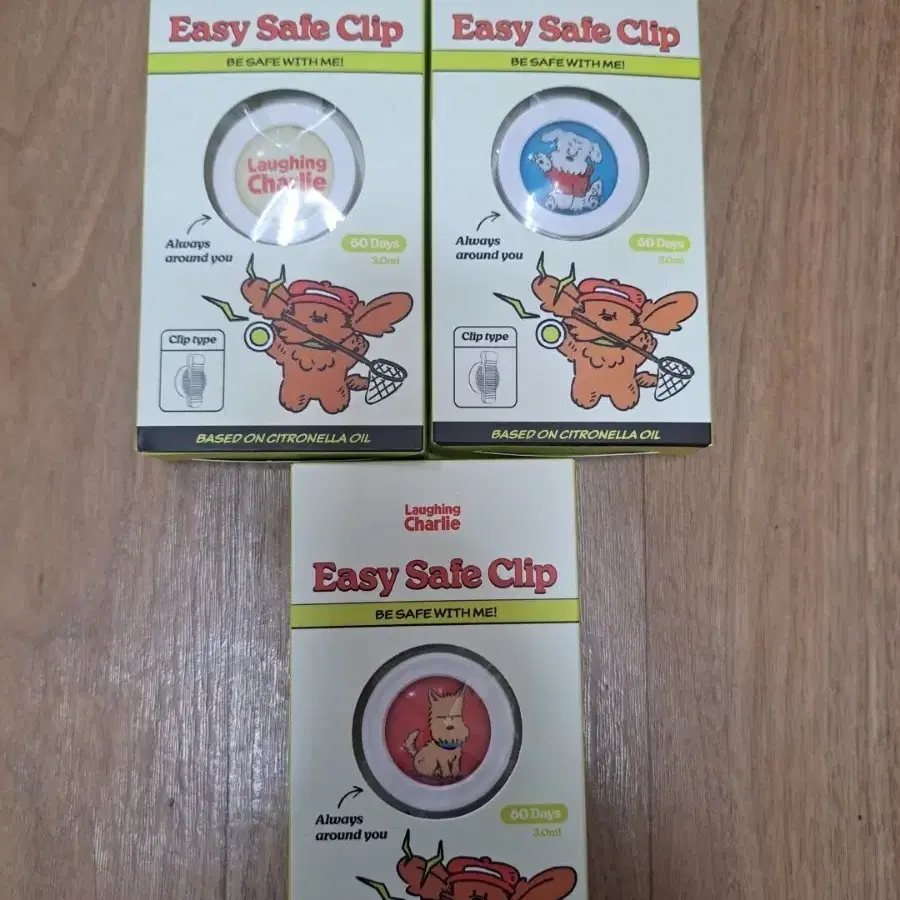 Easy Safe Clip
BE SAFE WITH ME!
Laughing
Charlie
Always
around you
60 Days
3.0ml
Clip type
BASED ON CITRONELLA OIL
Easy Safe Clip
BE SAFE WITH ME!
Always
around you
60 Days
3.0ml
Clip type
BASED ON CITRONELLA OIL
Laughing
Charlie
Easy Safe Clip
BE SAFE WITH ME!
Always
around you
60 Days
3.0ml